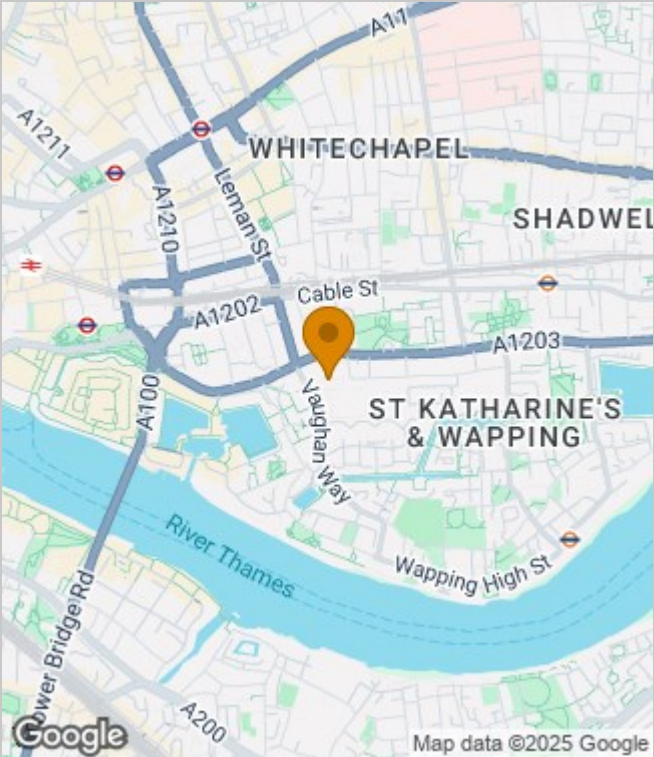 A11
A1211
WHITECHAPEL
A1210
Leman St
SHADWEL
Cable St
A1202
A1203
A100
Vaughan Way
ST KATHARINE'S
& WAPPING
River Thames
Wapping High St
ower Bridge Rd
A200
Google
Map data ©2025 Google